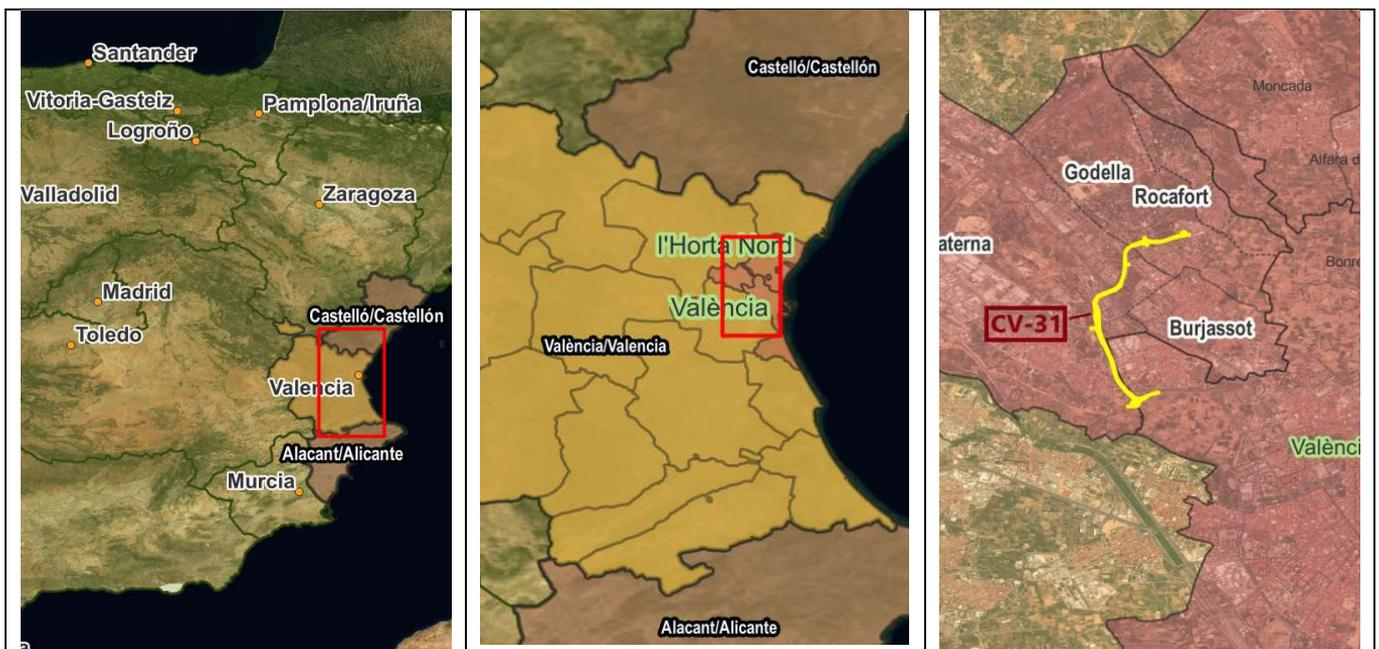 Santander
Vitoria-Gasteiz
Pamplona/Iruña
Logroño
Valladolid
Zaragoza
Madrid
Toledo
Castelló/Castellón
Valencia
Alacant/Alicante
Murcia
Castelló/Castellón
l'Horta Nord
València
València/Valencia
Alacant/Alicante
Moncada
Alfara d
Godella
Rocafort
aterna
Bonre
CV-31
Burjassot
Valènci